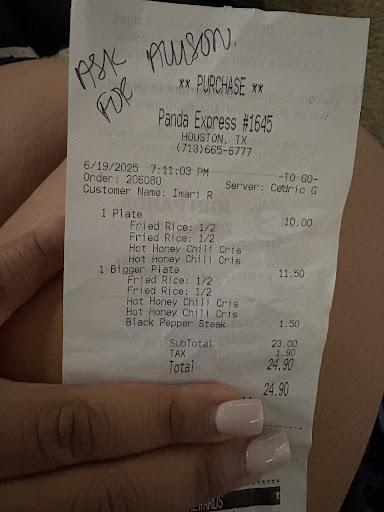 ASK ALLISON.
FOR
** PURCHASE **
Panda Express #1645
HOUSTON, TX
(713)665-6777
6/19/2025 7:11:03 PM -TO GO-
Order: 206080 Server: Cedric G
Customer Name: Imari R
1 Plate 10.00
Fried Rice: 1/2
Fried Rice: 1/2
Hot Honey Chili Cris
Hot Honey Chili Cris
1 Bigger Plate 11.50
Fried Rice: 1/2
Fried Rice: 1/2
Hot Honey Chili Cris
Hot Honey Chili Cris
Black Pepper Steak 1.50
SubTotal 23.00
TAX 1.90
Total 24.90
24.90